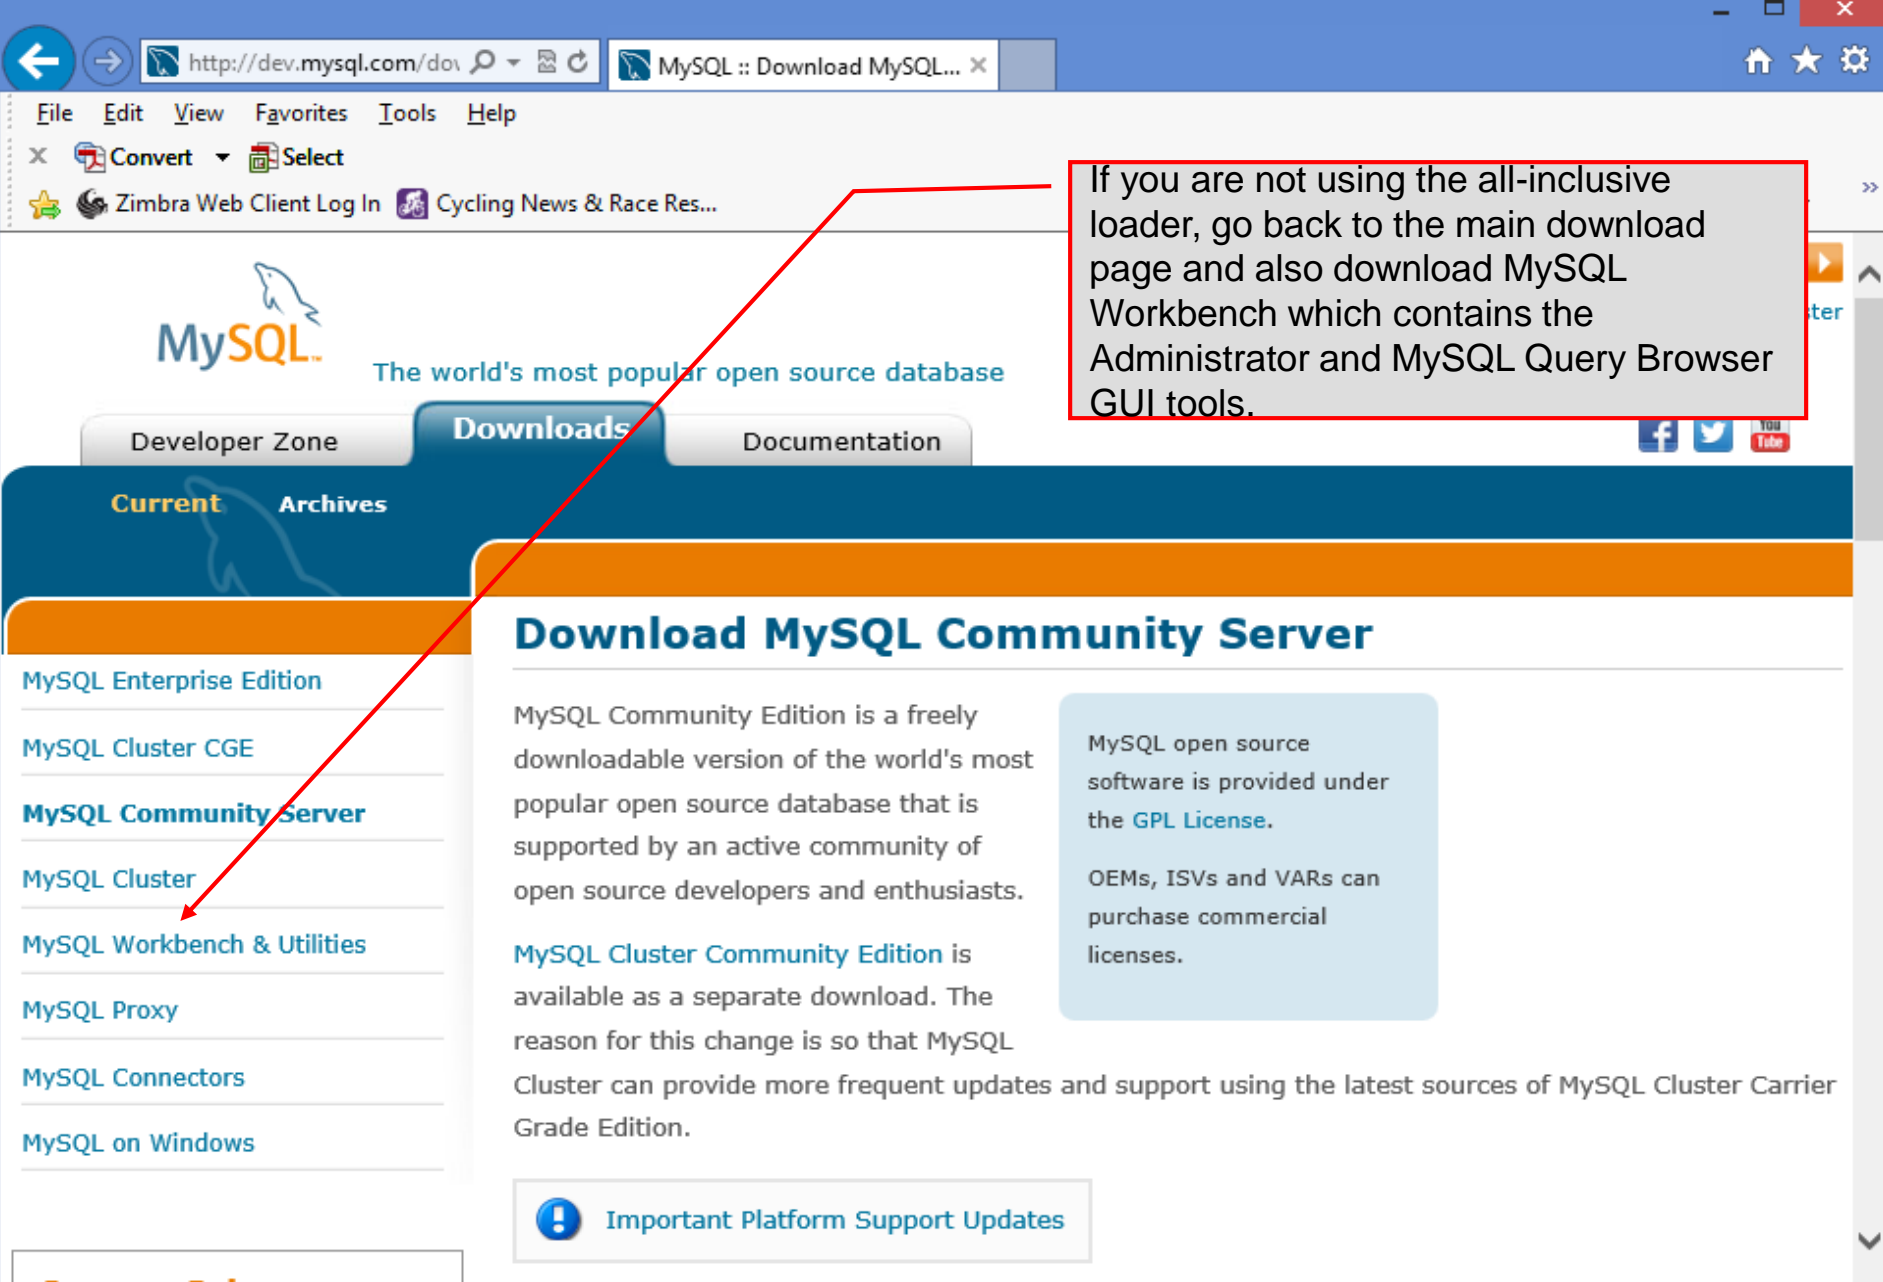 http://dev.mysql.com/dov
MySQL :: Download MySQL...
File Edit View Favorites Tools Help
Convert Select
Zimbra Web Client Log In Cycling News & Race Res...
If you are not using the all-inclusive
loader, go back to the main download
page and also download MySQL
Workbench which contains the
Administrator and MySQL Query Browser
GUI tools.
MySQL™
The world's most popular open source database
Developer Zone Downloads Documentation
You
Tube
Current Archives
Download MySQL Community Server
MySQL Enterprise Edition
MySQL Cluster CGE
MySQL Community Server
MySQL Cluster
MySQL Workbench & Utilities
MySQL Proxy
MySQL Connectors
MySQL on Windows
MySQL Community Edition is a freely
downloadable version of the world's most
popular open source database that is
supported by an active community of
open source developers and enthusiasts.
MySQL open source
software is provided under
the GPL License.
OEMs, ISVs and VARs can
purchase commercial
licenses.
MySQL Cluster Community Edition is
available as a separate download. The
reason for this change is so that MySQL
Cluster can provide more frequent updates and support using the latest sources of MySQL Cluster Carrier
Grade Edition.
Important Platform Support Updates